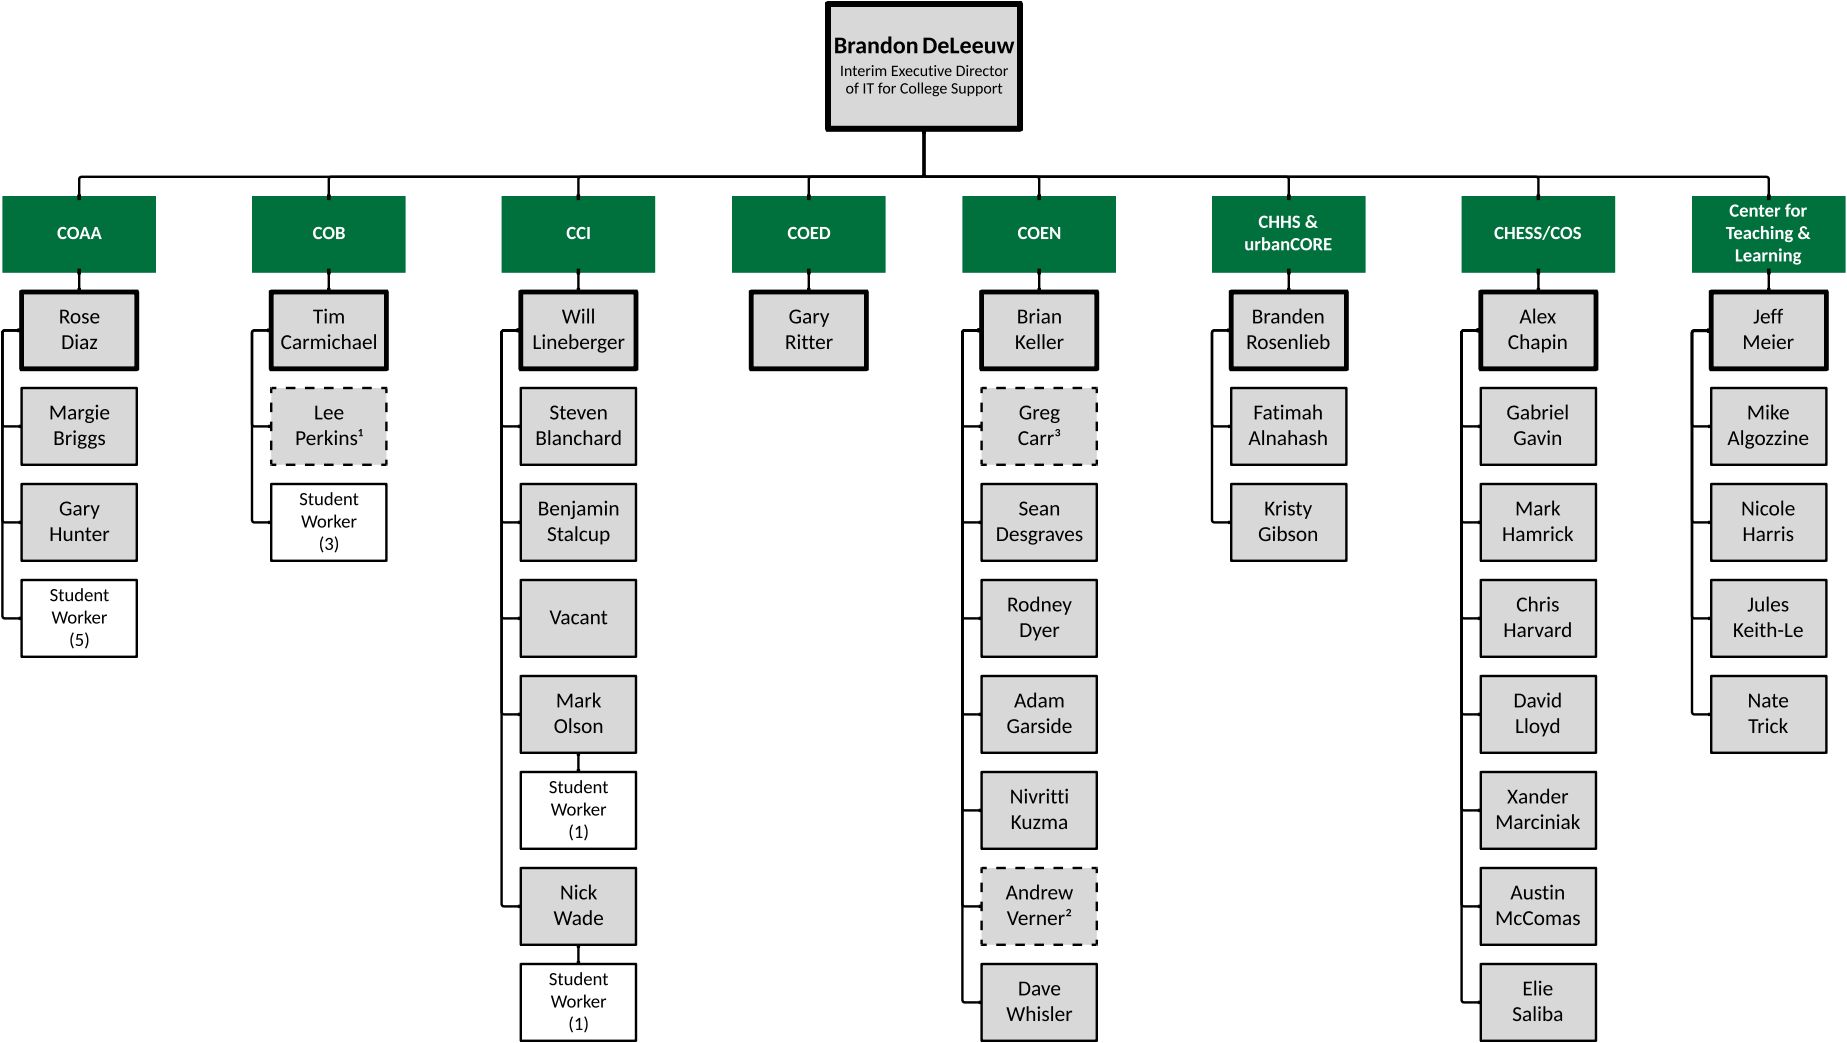 Brandon DeLeeuw
Interim Executive Director
of IT for College Support
COAA
Rose
Diaz
Margie
Briggs
Gary
Hunter
Student
Worker
(5)
COB
Tim
Carmichael
Lee
Perkins¹
Student
Worker
(3)
CCI
Will
Lineberger
Steven
Blanchard
Benjamin
Stalcup
Vacant
Mark
Olson
Student
Worker
(1)
Nick
Wade
Student
Worker
(1)
COED
Gary
Ritter
COEN
Brian
Keller
Greg
Carr³
Sean
Desgraves
Rodney
Dyer
Adam
Garside
Nivritti
Kuzma
Andrew
Verner²
Dave
Whisler
CHHS &
urbanCORE
Branden
Rosenlieb
Fatimah
Alnahash
Kristy
Gibson
CHESS/COS
Alex
Chapin
Gabriel
Gavin
Mark
Hamrick
Chris
Harvard
David
Lloyd
Xander
Marciniak
Austin
McComas
Elie
Saliba
Center for
Teaching &
Learning
Jeff
Meier
Mike
Algozzine
Nicole
Harris
Jules
Keith-Le
Nate
Trick